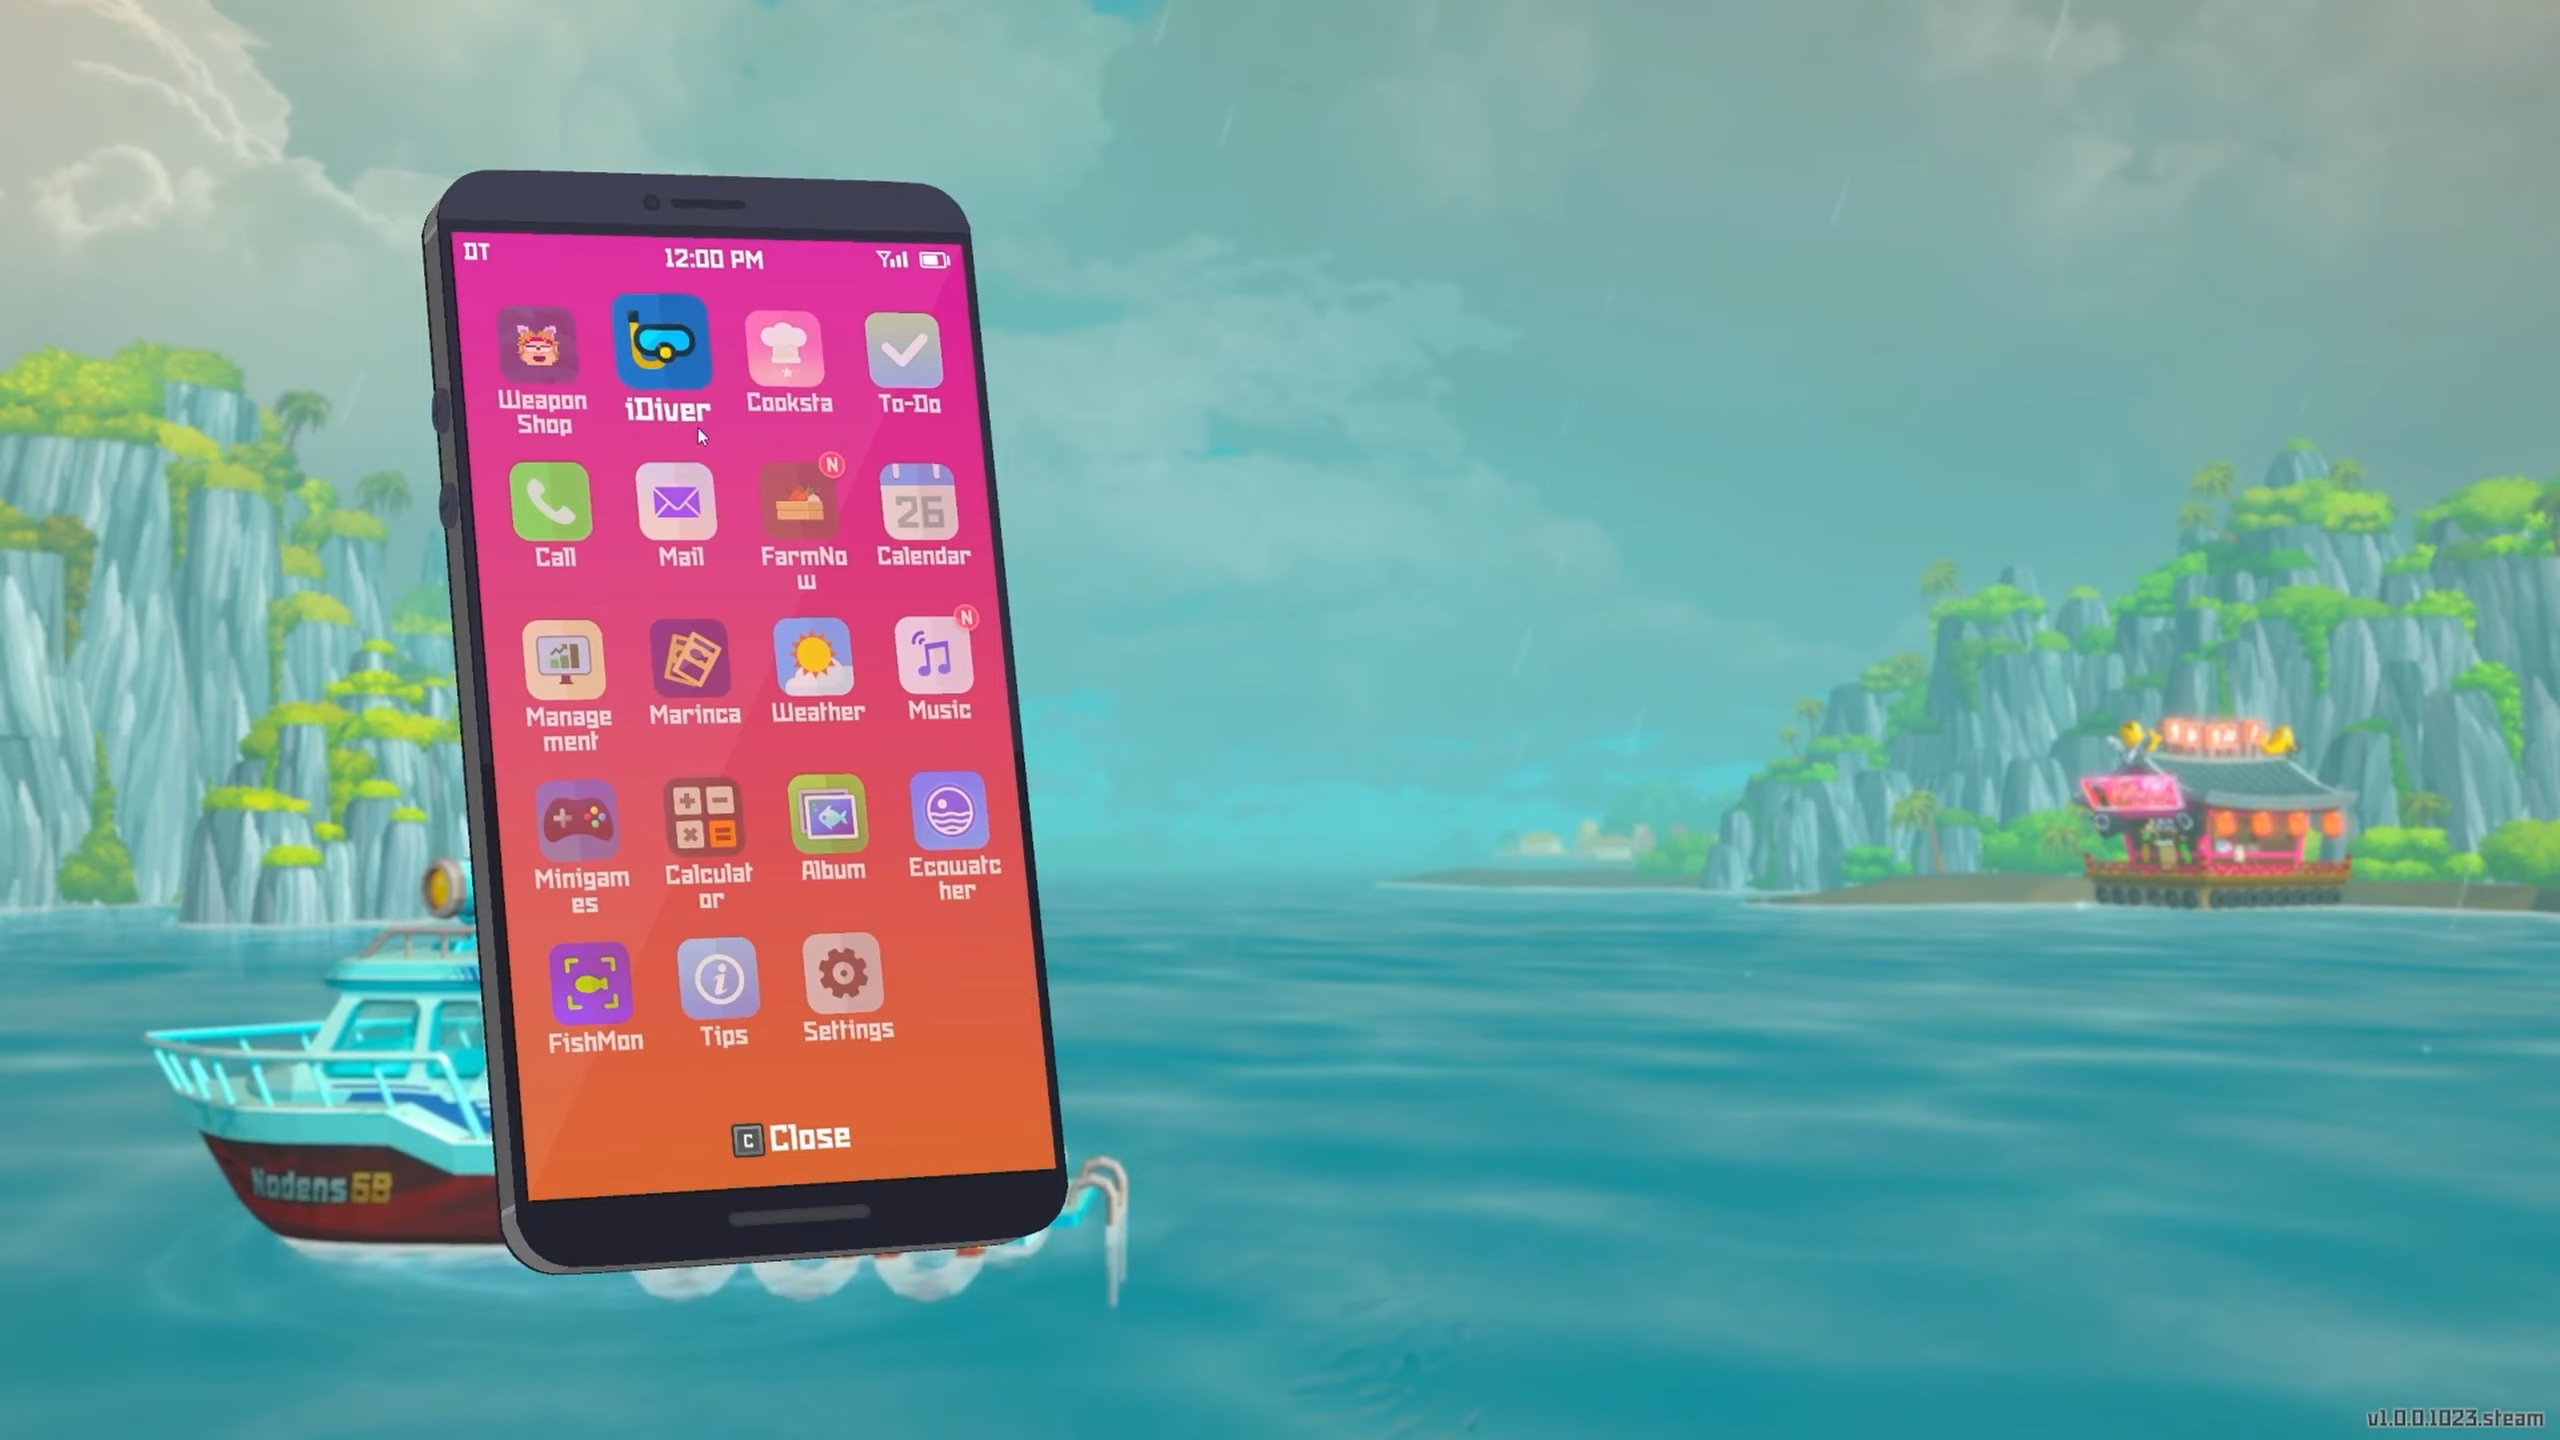 DT 12:00 PM
Weapon
Shop
iDiver
Cooksta
To-Do
Call
Mail
N
FarmNo
w
26
Calendar
Manage
ment
Marinca
Weather
N
Music
Minigam
es
Calculat
or
Album
Ecowatc
her
FishMon
Tips
Settings
C Close
Nodens5B
v1.0.0.1023.steam